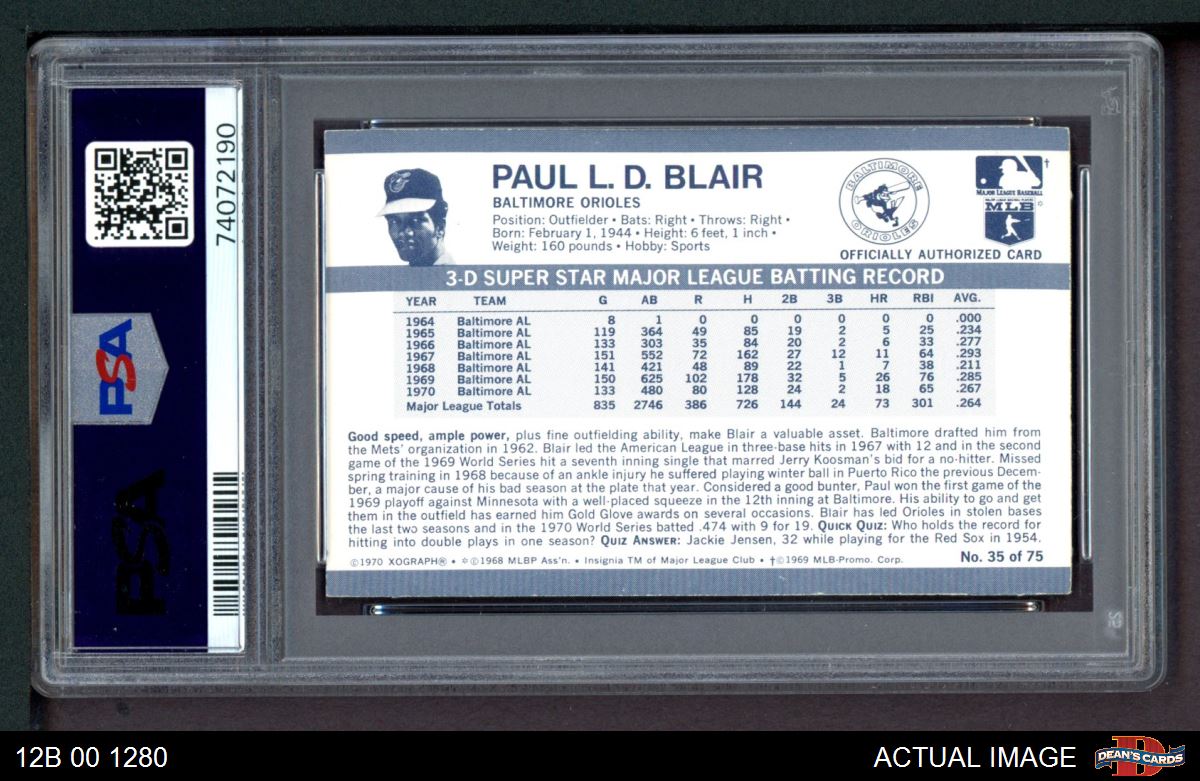 PSA
74072190
PSA
PAUL L. D. BLAIR
BALTIMORE ORIOLES
Position: Outfielder • Bats: Right • Throws: Right •
Born: February 1, 1944 • Height: 6 feet, 1 inch •
Weight: 160 pounds • Hobby: Sports
BALTIMORE
ORIOLES
MAJOR LEAGUE BASEBALL †
MAJOR LEAGUE BASEBALL PLAYERS
MLB
OFFICIALLY AUTHORIZED CARD
3-D SUPER STAR MAJOR LEAGUE BATTING RECORD
YEAR TEAM G AB R H 2B 3B HR RBI AVG.
1964 Baltimore AL 8 1 0 0 0 0 0 0 .000
1965 Baltimore AL 119 364 49 85 19 2 5 25 .234
1966 Baltimore AL 133 303 35 84 20 2 6 33 .277
1967 Baltimore AL 151 552 72 162 27 12 11 64 .293
1968 Baltimore AL 141 421 48 89 22 1 7 38 .211
1969 Baltimore AL 150 625 102 178 32 5 26 76 .285
1970 Baltimore AL 133 480 80 128 24 2 18 65 .267
Major League Totals 835 2746 386 726 144 24 73 301 .264
Good speed, ample power, plus fine outfielding ability, make Blair a valuable asset. Baltimore drafted him from
the Mets' organization in 1962. Blair led the American League in three-base hits in 1967 with 12 and in the second
game of the 1969 World Series hit a seventh inning single that marred Jerry Koosman's bid for a no-hitter. Missed
spring training in 1968 because of an ankle injury he suffered playing winter ball in Puerto Rico the previous Decem-
ber, a major cause of his bad season at the plate that year. Considered a good bunter, Paul won the first game of the
1969 playoff against Minnesota with a well-placed squeeze in the 12th inning at Baltimore. His ability to go and get
them in the outfield has earned him Gold Glove awards on several occasions. Blair has led Orioles in stolen bases
the last two seasons and in the 1970 World Series batted .474 with 9 for 19. QUICK QUIZ: Who holds the record for
hitting into double plays in one season? QUIZ ANSWER: Jackie Jensen, 32 while playing for the Red Sox in 1954.
©1970 XOGRAPH® • ☆©1968 MLBP Ass'n. • Insignia TM of Major League Club • †©1969 MLB-Promo. Corp. No. 35 of 75
12B 00 1280
ACTUAL IMAGE
D
DEAN'S CARDS